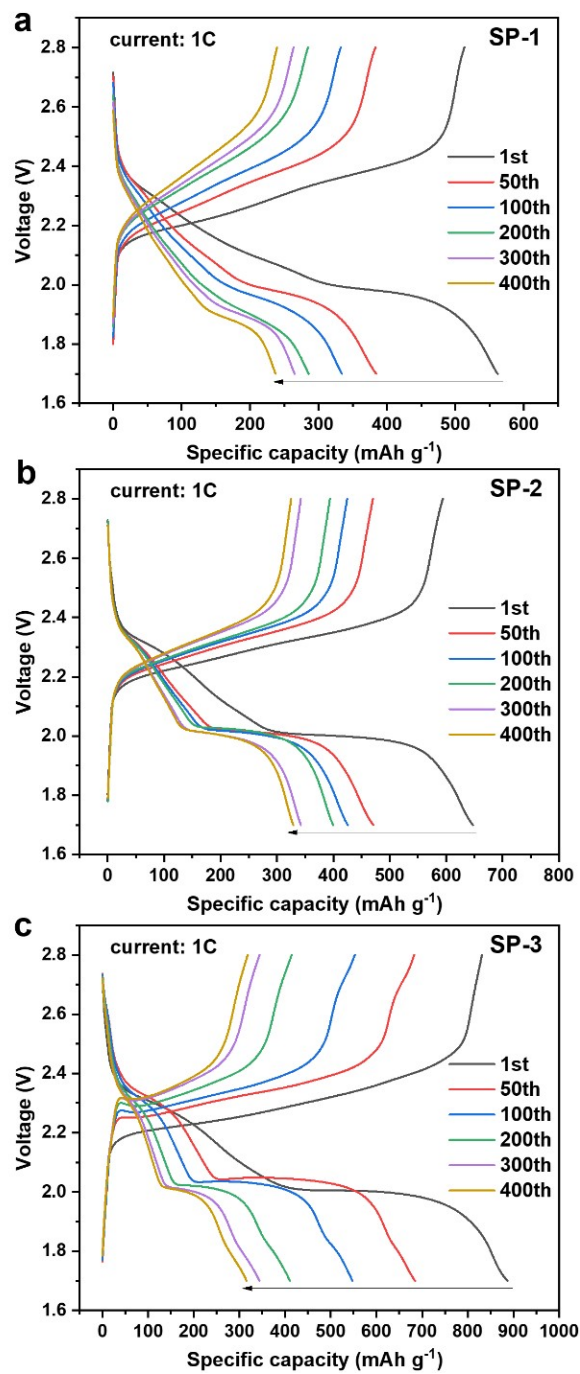 a
current: 1C
SP-1
2.8
2.6
2.4
2.2
2.0
1.8
1.6
Voltage (V)
1st
50th
100th
200th
300th
400th
0 100 200 300 400 500 600
Specific capacity (mAh g⁻¹)
b
current: 1C
SP-2
2.8
2.6
2.4
2.2
2.0
1.8
1.6
Voltage (V)
1st
50th
100th
200th
300th
400th
0 100 200 300 400 500 600 700 800
Specific capacity (mAh g⁻¹)
c
current: 1C
SP-3
2.8
2.6
2.4
2.2
2.0
1.8
1.6
Voltage (V)
1st
50th
100th
200th
300th
400th
0 100 200 300 400 500 600 700 800 900 1000
Specific capacity (mAh g⁻¹)